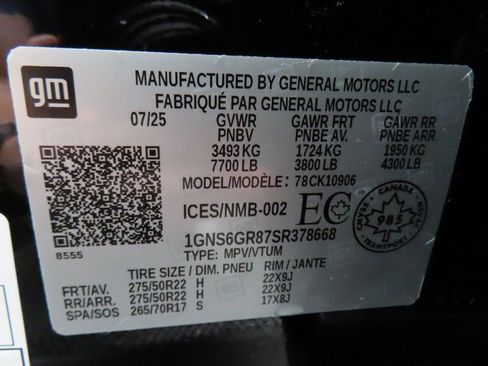 gm
MANUFACTURED BY GENERAL MOTORS LLC
FABRIQUÉ PAR GENERAL MOTORS LLC
07/25 GVWR GAWR FRT GAWR RR
PNBV PNBE AV. PNBE ARR.
3493 KG 1724 KG 1950 KG
7700 LB 3800 LB 4300 LB
MODEL/MODÈLE: 78CK10906
ICES/NMB-002 EC
CANADA
985
TRANSPORT
8555
1GNS6GR87SR378668
TYPE: MPV/VTUM
TIRE SIZE / DIM. PNEU RIM / JANTE
FRT/AV. 275/50R22 H 22X9J
RR/ARR. 275/50R22 H 22X9J
SPA/SOS 265/70R17 S 17X8J